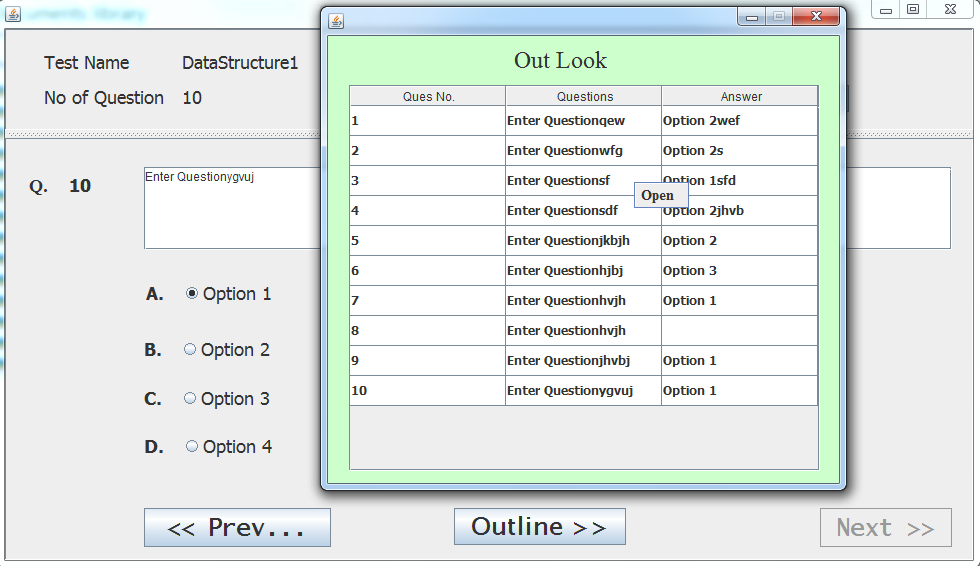 uments, library
Test Name DataStructure1
No of Question 10
Q. 10
Enter Questionygvuj
A. Option 1
B. Option 2
C. Option 3
D. Option 4
<< Prev...
Outline >>
Next >>
Out Look
Ques No. Questions Answer
1 Enter Questionqew Option 2wef
2 Enter Questionwfg Option 2s
3 Enter Questionsf Option 1sfd
Open
4 Enter Questionsdf Option 2jhvb
5 Enter Questionjkbjh Option 2
6 Enter Questionhjbj Option 3
7 Enter Questionhvjh Option 1
8 Enter Questionhvjh
9 Enter Questionjhvbj Option 1
10 Enter Questionygvuj Option 1